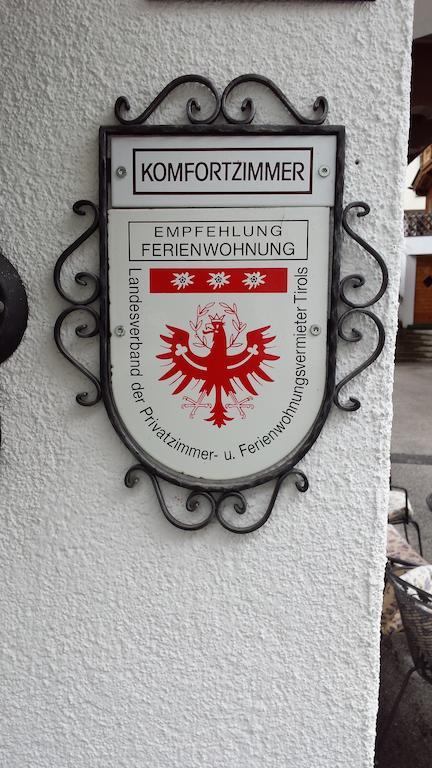 KOMFORTZIMMER
EMPFEHLUNG
FERIENWOHNUNG
Landesverband der Privatzimmer- u. Ferienwohnungsvermieter Tirols